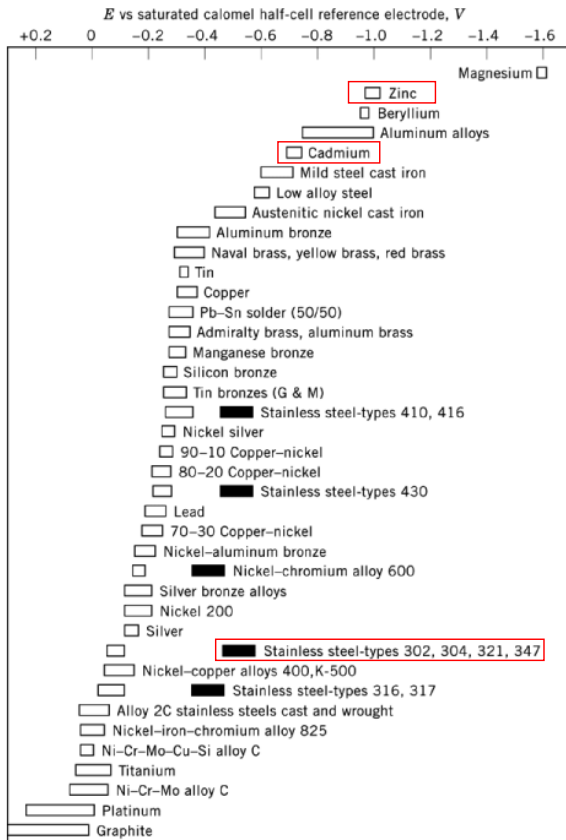 E vs saturated calomel half-cell reference electrode, V
+0.2 0 −0.2 −0.4 −0.6 −0.8 −1.0 −1.2 −1.4 −1.6
Magnesium
Zinc
Beryllium
Aluminum alloys
Cadmium
Mild steel cast iron
Low alloy steel
Austenitic nickel cast iron
Aluminum bronze
Naval brass, yellow brass, red brass
Tin
Copper
Pb–Sn solder (50/50)
Admiralty brass, aluminum brass
Manganese bronze
Silicon bronze
Tin bronzes (G & M)
Stainless steel-types 410, 416
Nickel silver
90–10 Copper–nickel
80–20 Copper–nickel
Stainless steel-types 430
Lead
70–30 Copper–nickel
Nickel–aluminum bronze
Nickel–chromium alloy 600
Silver bronze alloys
Nickel 200
Silver
Stainless steel-types 302, 304, 321, 347
Nickel–copper alloys 400,K-500
Stainless steel-types 316, 317
Alloy 2C stainless steels cast and wrought
Nickel–iron–chromium alloy 825
Ni–Cr–Mo–Cu–Si alloy C
Titanium
Ni–Cr–Mo alloy C
Platinum
Graphite